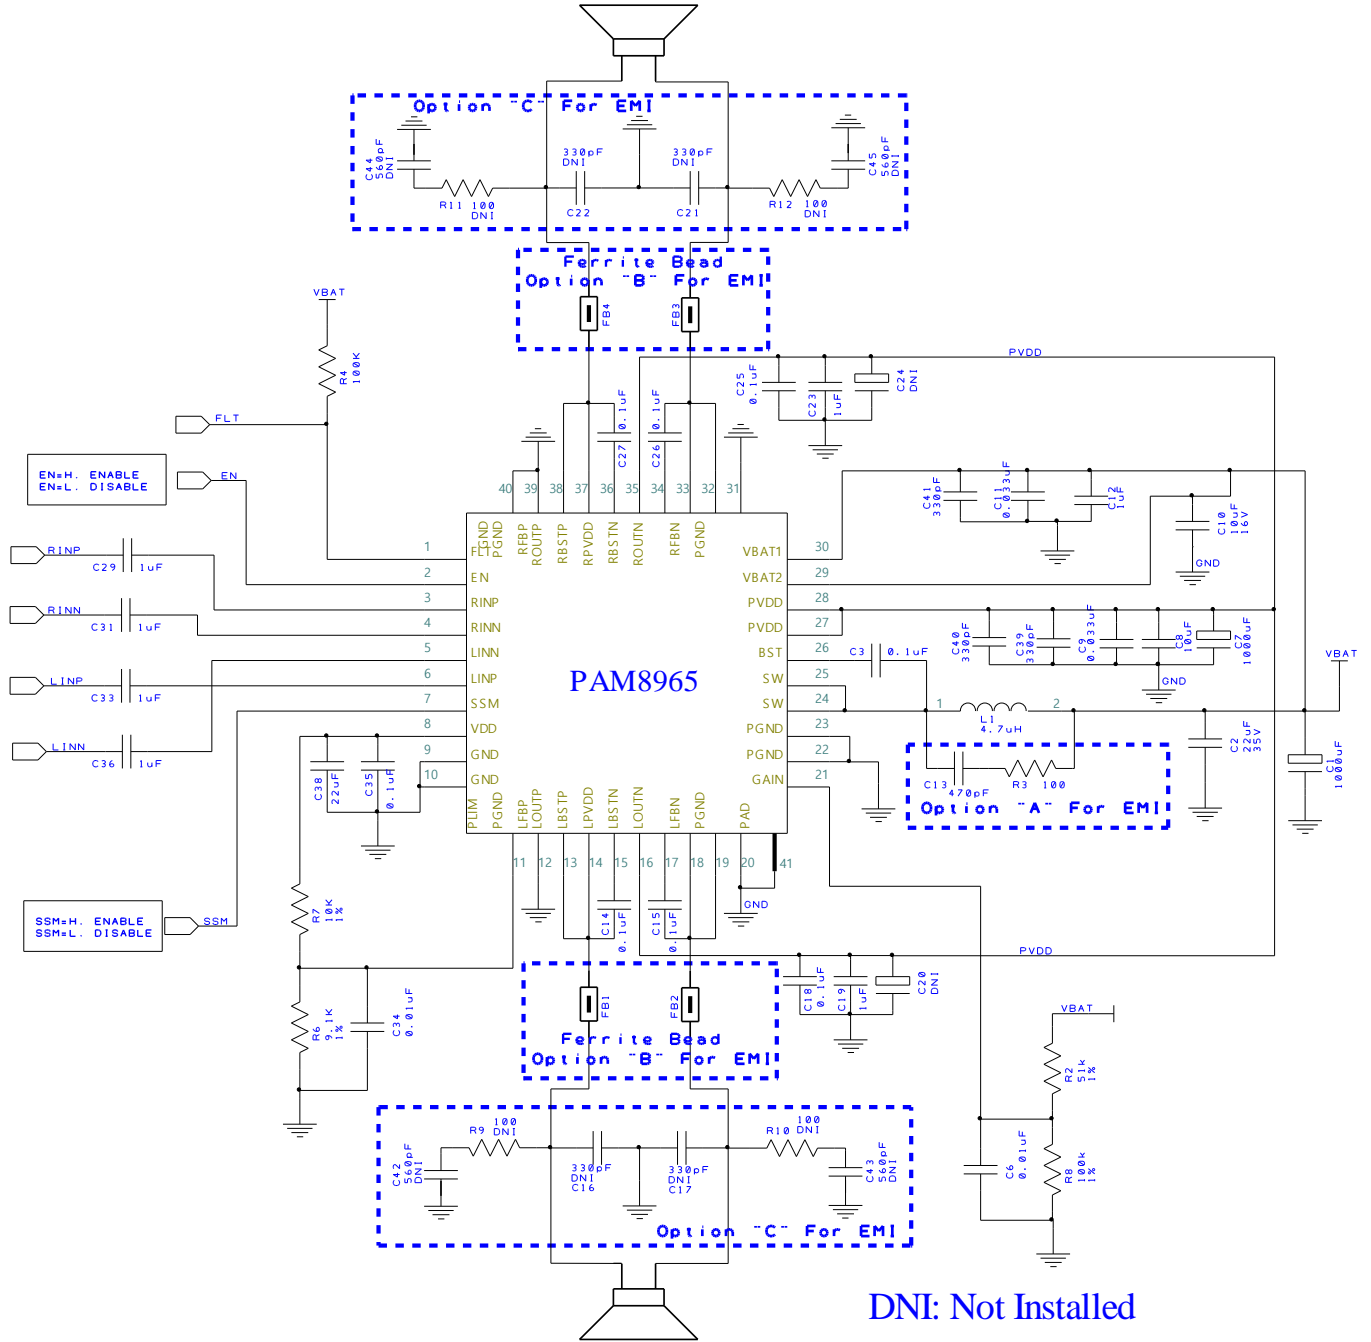 Option "C" For EMI
C44
560pF
DNI
R11 100
DNI
330pF
DNI
C22
330pF
DNI
C21
R12 100
DNI
C45
560pF
DNI
Ferrite Bead
Option "B" For EMI
FB4
FB3
VBAT
R4
100K
FLT
EN=H. ENABLE
EN=L. DISABLE
EN
RINP
C29 1uF
RINN
C31 1uF
LINP
C33 1uF
LINN
C36 1uF
PVDD
C25
0.1uF
C23
1uF
C24
DNI
C27 0.1uF
C26 0.1uF
40 39 38 37 36 35 34 33 32 31
GND
PGND
RFBP
ROUTP
RBSTP
RPVDD
RBSTN
ROUTN
RFBN
PGND
1 FLT
2 EN
3 RINP
4 RINN
5 LINN
6 LINP
7 SSM
8 VDD
9 GND
10 GND
PAM8965
VBAT1 30
VBAT2 29
PVDD 28
PVDD 27
BST 26
SW 25
SW 24
PGND 23
PGND 22
GAIN 21
PLIM
PGND
LFBP
LOUTP
LBSTP
LPVDD
LBSTN
LOUTN
LFBN
PGND
PAD
11 12 13 14 15 16 17 18 19 20 41
C41
330pF
C11
0.033uF
C12
1uF
C10
10uF
16V
GND
C40
330pF
C39
330pF
C9
0.033uF
C8
10uF
C7
1000uF
GND
C3 0.1uF
1 2
L1
4.7uH
C13
470pF
R3 100
Option "A" For EMI
C2
22uF
35V
VBAT
C1
1000uF
C38
22uF
C35
0.1uF
R7
10K
1%
SSM=H. ENABLE
SSM=L. DISABLE
SSM
R6
9.1K
1%
C34
0.01uF
C14
0.1uF
C15
0.1uF
GND
PVDD
C18
0.1uF
C19
1uF
C20
DNI
FB1
FB2
Ferrite Bead
Option "B" For EMI
VBAT
R2
51k
1%
C6
0.01uF
R8
100k
1%
C42
560pF
DNI
100
R9 DNI
330pF
DNI
C16
330pF
DNI
C17
100
R10 DNI
C43
560pF
DNI
Option "C" For EMI
DNI: Not Installed